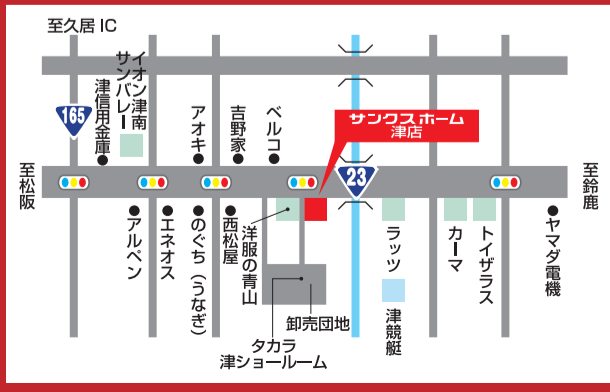 至久居IC
イオン津南
サンバレー
津信用金庫
165
アオキ
吉野家
ベルコ
サンクスホーム
津店
至松阪
23
至鈴鹿
アルペン
エネオス
のぐち(うなぎ)
西松屋
洋服の青山
ラッツ
カーマ
トイザラス
ヤマダ電機
津競艇
卸売団地
タカラ
津ショールーム